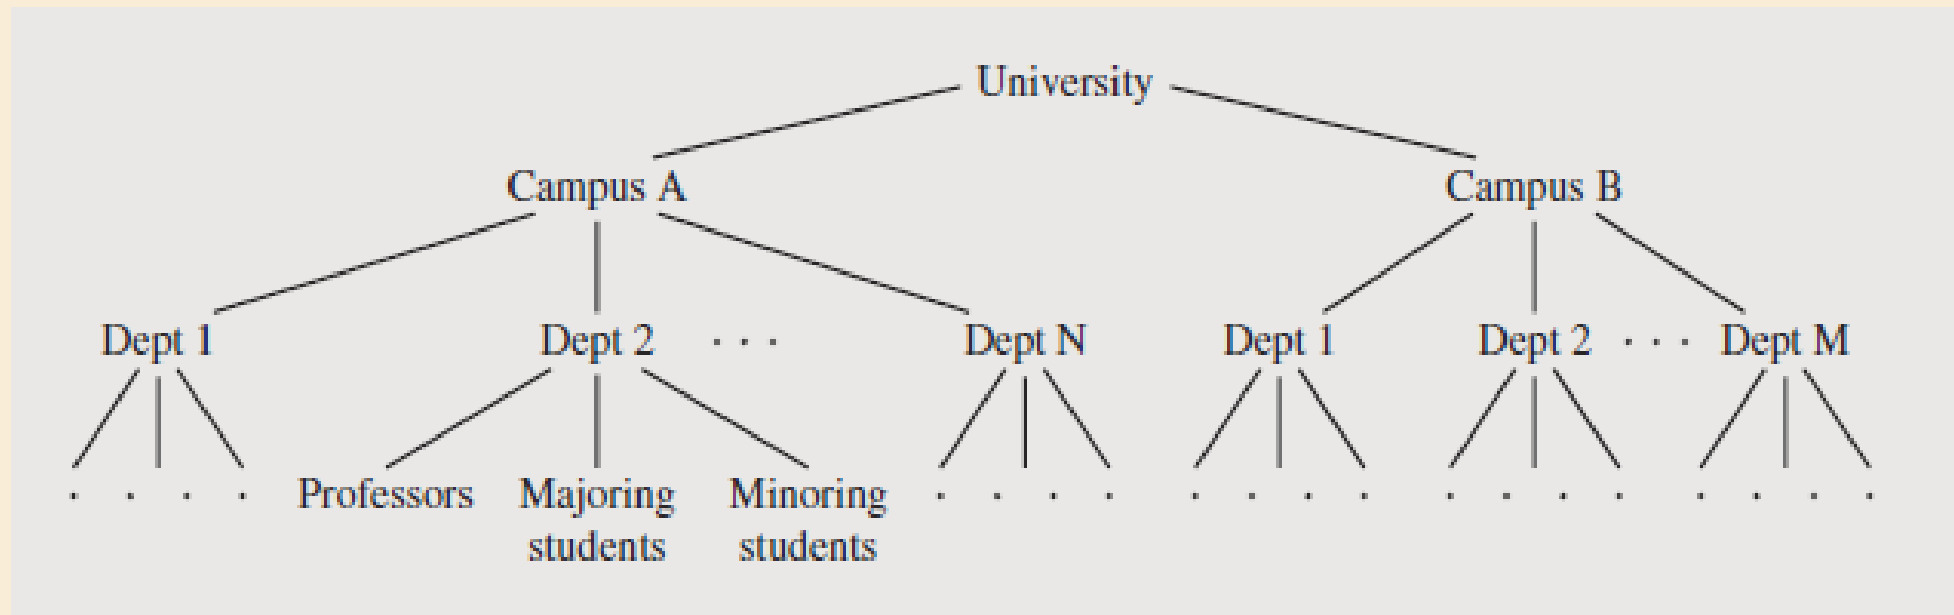 University
Campus A Campus B
Dept 1 Dept 2 . . . Dept N Dept 1 Dept 2 . . . Dept M
. . . . Professors Majoring Minoring . . . . . . . . . . . . . . . .
students students